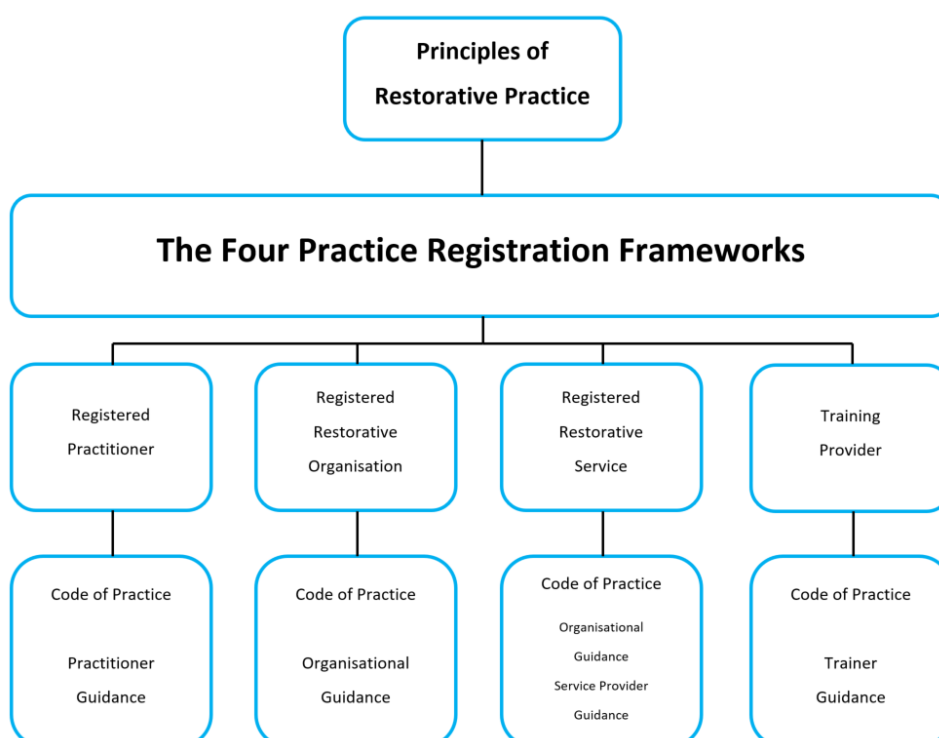 Principles of
Restorative Practice
The Four Practice Registration Frameworks
Registered
Practitioner
Registered
Restorative
Organisation
Registered
Restorative
Service
Training
Provider
Code of Practice
Practitioner
Guidance
Code of Practice
Organisational
Guidance
Code of Practice
Organisational
Guidance
Service Provider
Guidance
Code of Practice
Trainer
Guidance